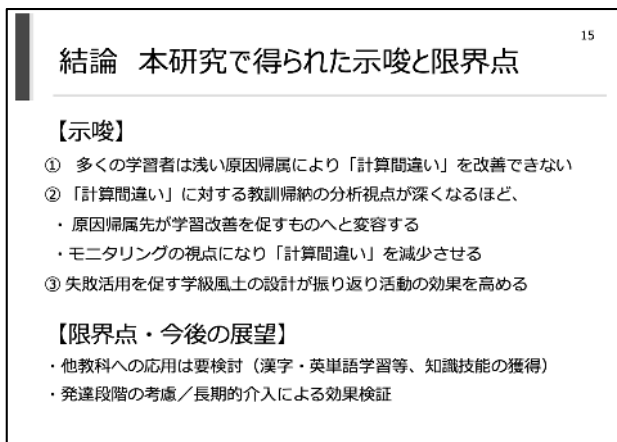 15
結論 本研究で得られた示唆と限界点
【示唆】
① 多くの学習者は浅い原因帰属により「計算間違い」を改善できない
② 「計算間違い」に対する教訓帰納の分析視点が深くなるほど、
・ 原因帰属先が学習改善を促すものへと変容する
・モニタリングの視点になり「計算間違い」を減少させる
③ 失敗活用を促す学級風土の設計が振り返り活動の効果を高める
【限界点・今後の展望】
・他教科への応用は要検討（漢字・英単語学習等、知識技能の獲得）
・発達段階の考慮／長期的介入による効果検証